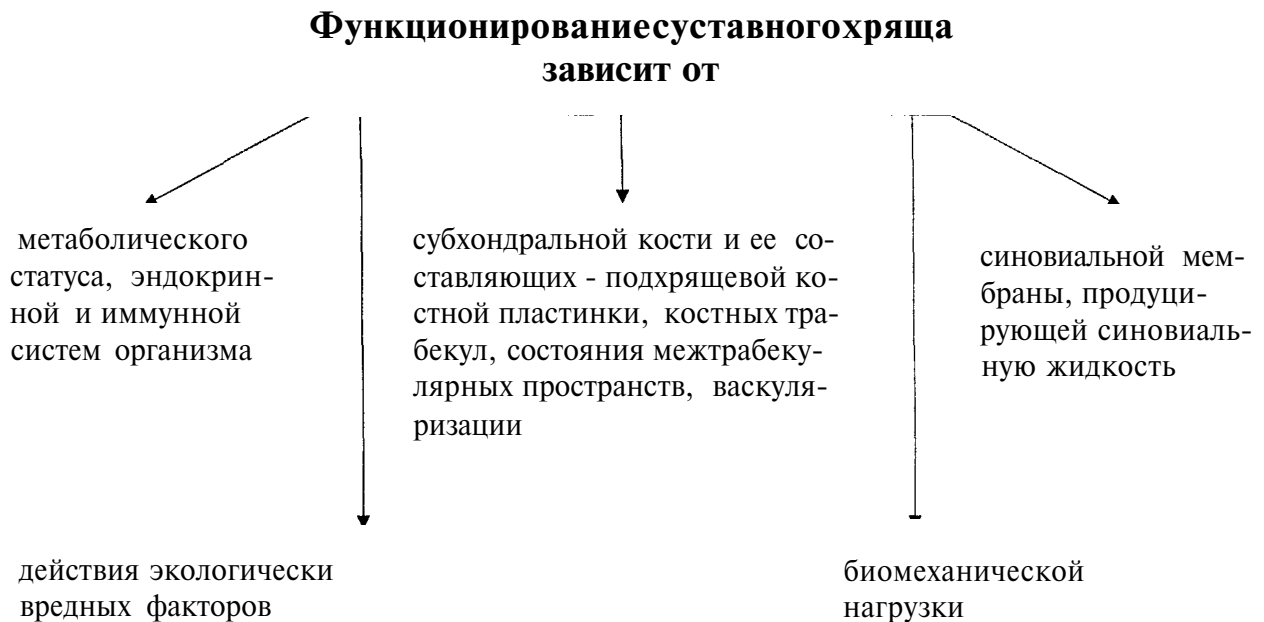 Функционированиесуставногохряща
зависит от
метаболического
статуса, эндокрин-
ной и иммунной
систем организма
субхондральной кости и ее со-
ставляющих - подхрящевой ко-
стной пластинки, костных тра-
бекул, состояния межтрабеку-
лярных пространств, васкуля-
ризации
синовиальной мем-
браны, продуци-
рующей синовиаль-
ную жидкость
действия экологически
вредных факторов
биомеханической
нагрузки